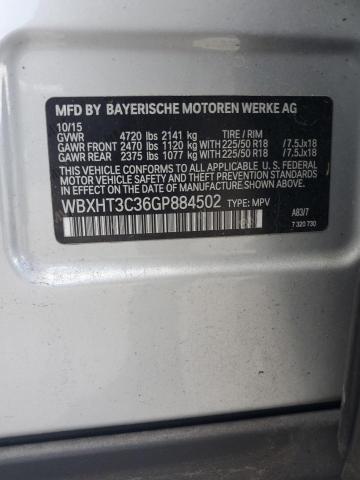 MFD BY BAYERISCHE MOTOREN WERKE AG
10/15
GVWR 4720 lbs 2141 kg TIRE / RIM
GAWR FRONT 2470 lbs 1120 kg WITH 225/50 R18 /7.5Jx18
GAWR REAR 2375 lbs 1077 kg WITH 225/50 R18 /7.5Jx18
THIS VEHICLE CONFORMS TO ALL APPLICABLE U.S. FEDERAL
MOTOR VEHICLE SAFETY STANDARDS IN EFFECT ON THE
DATE OF MANUFACTURE SHOWN ABOVE.
WBXHT3C36GP884502 TYPE: MPV
A83/7
7 320 730